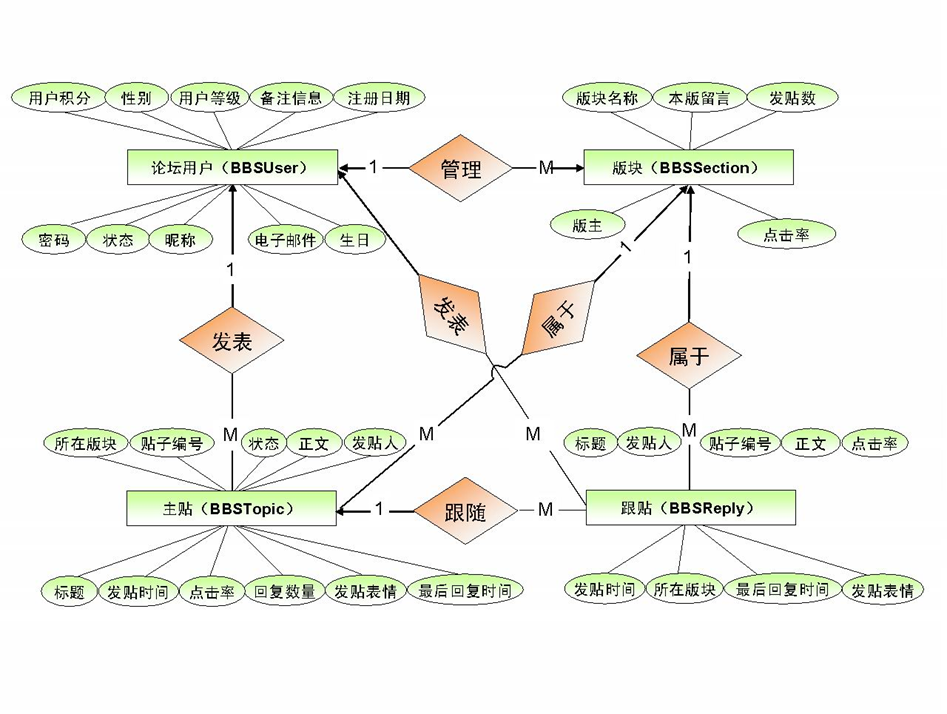 用户积分 性别 用户等级 备注信息 注册日期
版块名称 本版留言 发贴数
论坛用户（BBSUser） 1 管理 M 版块（BBSSection）
密码 状态 昵称 电子邮件 生日
版主 点击率
1 1 1
发表 发表 属于 属于
M M M M
所在版块 贴子编号 状态 正文 发贴人
标题 发贴人 贴子编号 正文 点击率
主贴（BBSTopic） 1 跟随 M 跟贴（BBSReply）
标题 发贴时间 点击率 回复数量 发贴表情 最后回复时间
发贴时间 所在版块 最后回复时间 发贴表情